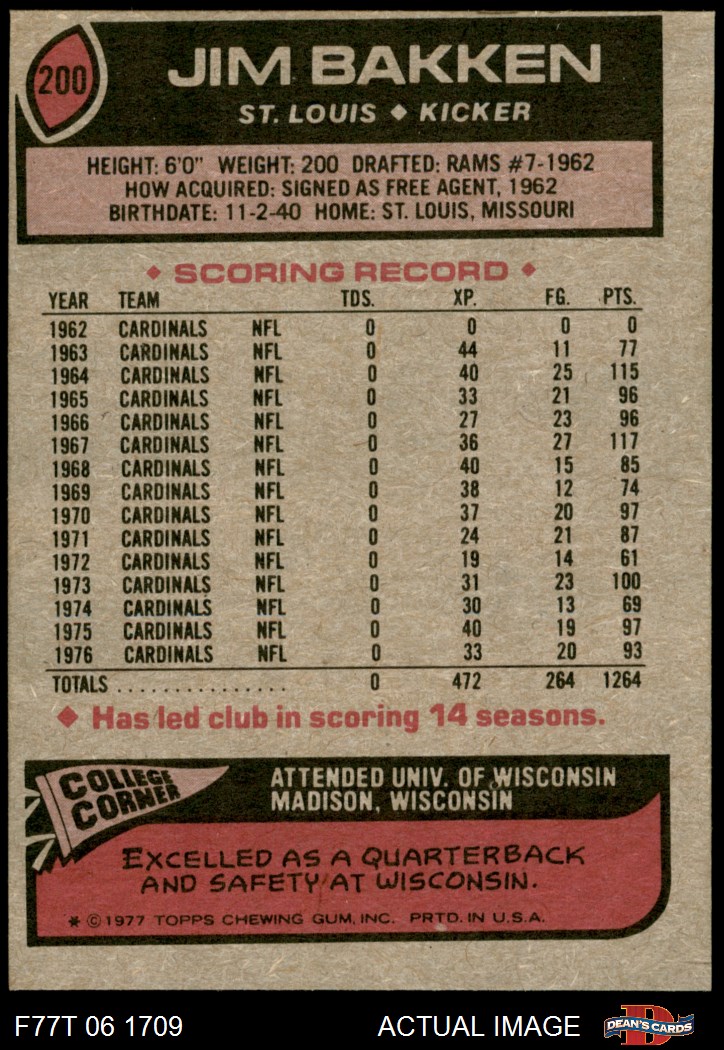 200
JIM BAKKEN
ST. LOUIS ◆ KICKER
HEIGHT: 6'0" WEIGHT: 200 DRAFTED: RAMS #7-1962
HOW ACQUIRED: SIGNED AS FREE AGENT, 1962
BIRTHDATE: 11-2-40 HOME: ST. LOUIS, MISSOURI
◆ SCORING RECORD ◆
YEAR TEAM TDS. XP. FG. PTS.
1962 CARDINALS NFL 0 0 0 0
1963 CARDINALS NFL 0 44 11 77
1964 CARDINALS NFL 0 40 25 115
1965 CARDINALS NFL 0 33 21 96
1966 CARDINALS NFL 0 27 23 96
1967 CARDINALS NFL 0 36 27 117
1968 CARDINALS NFL 0 40 15 85
1969 CARDINALS NFL 0 38 12 74
1970 CARDINALS NFL 0 37 20 97
1971 CARDINALS NFL 0 24 21 87
1972 CARDINALS NFL 0 19 14 61
1973 CARDINALS NFL 0 31 23 100
1974 CARDINALS NFL 0 30 13 69
1975 CARDINALS NFL 0 40 19 97
1976 CARDINALS NFL 0 33 20 93
TOTALS ................ 0 472 264 1264
◆ Has led club in scoring 14 seasons.
COLLEGE
CORNER
ATTENDED UNIV. OF WISCONSIN
MADISON, WISCONSIN
EXCELLED AS A QUARTERBACK
AND SAFETY AT WISCONSIN.
* © 1977 TOPPS CHEWING GUM, INC. PRTD. IN U.S.A.
F77T 06 1709 ACTUAL IMAGE
D
DEAN'S CARDS